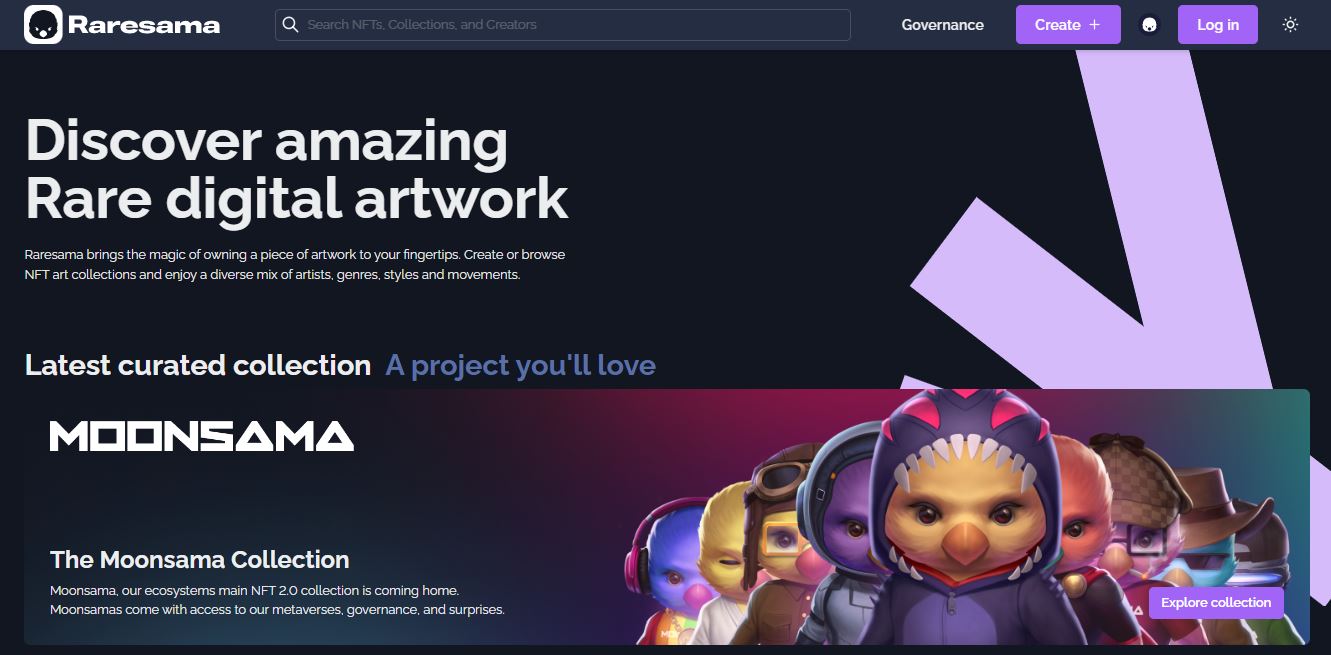 Raresama
Search NFTs, Collections, and Creators
Governance
Create +
Log in
Discover amazing
Rare digital artwork
Raresama brings the magic of owning a piece of artwork to your fingertips. Create or browse
NFT art collections and enjoy a diverse mix of artists, genres, styles and movements.
Latest curated collection A project you'll love
MOONSAMA
The Moonsama Collection
Moonsama, our ecosystems main NFT 2.0 collection is coming home.
Moonsamas come with access to our metaverses, governance, and surprises.
Explore collection